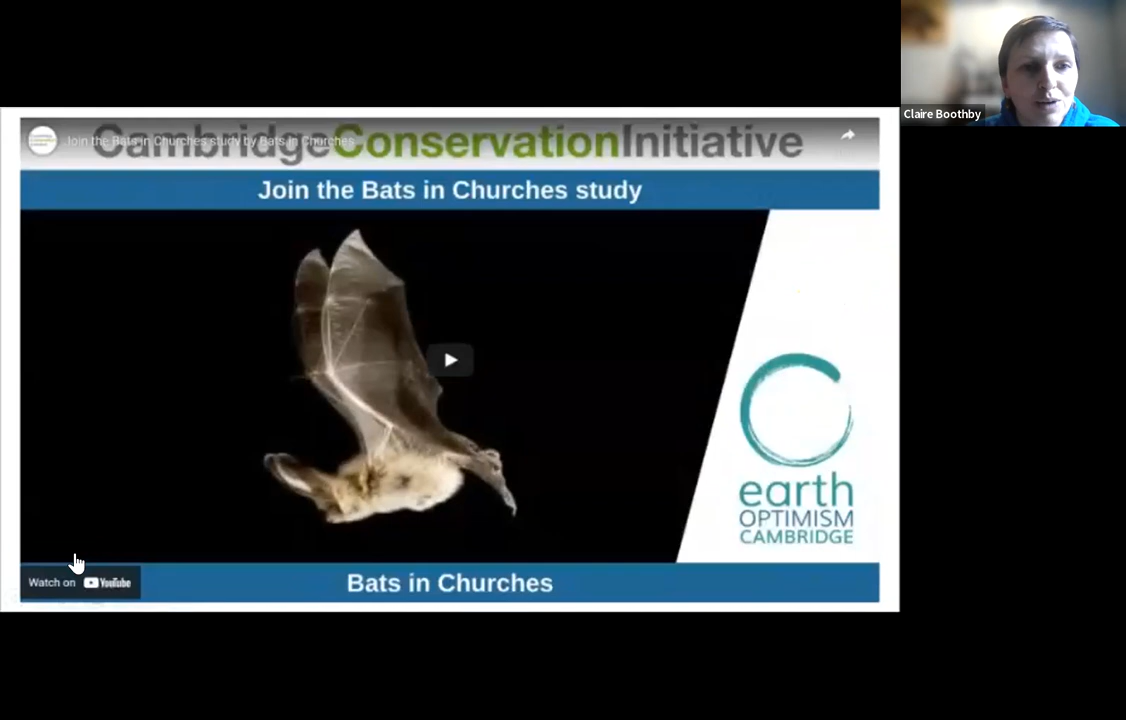 Claire Boothby
CambridgeConservationInitiative
Join the Bats in Churches study by Bats in Churches
Join the Bats in Churches study
earth
OPTIMISM
CAMBRIDGE
Watch on YouTube
Bats in Churches